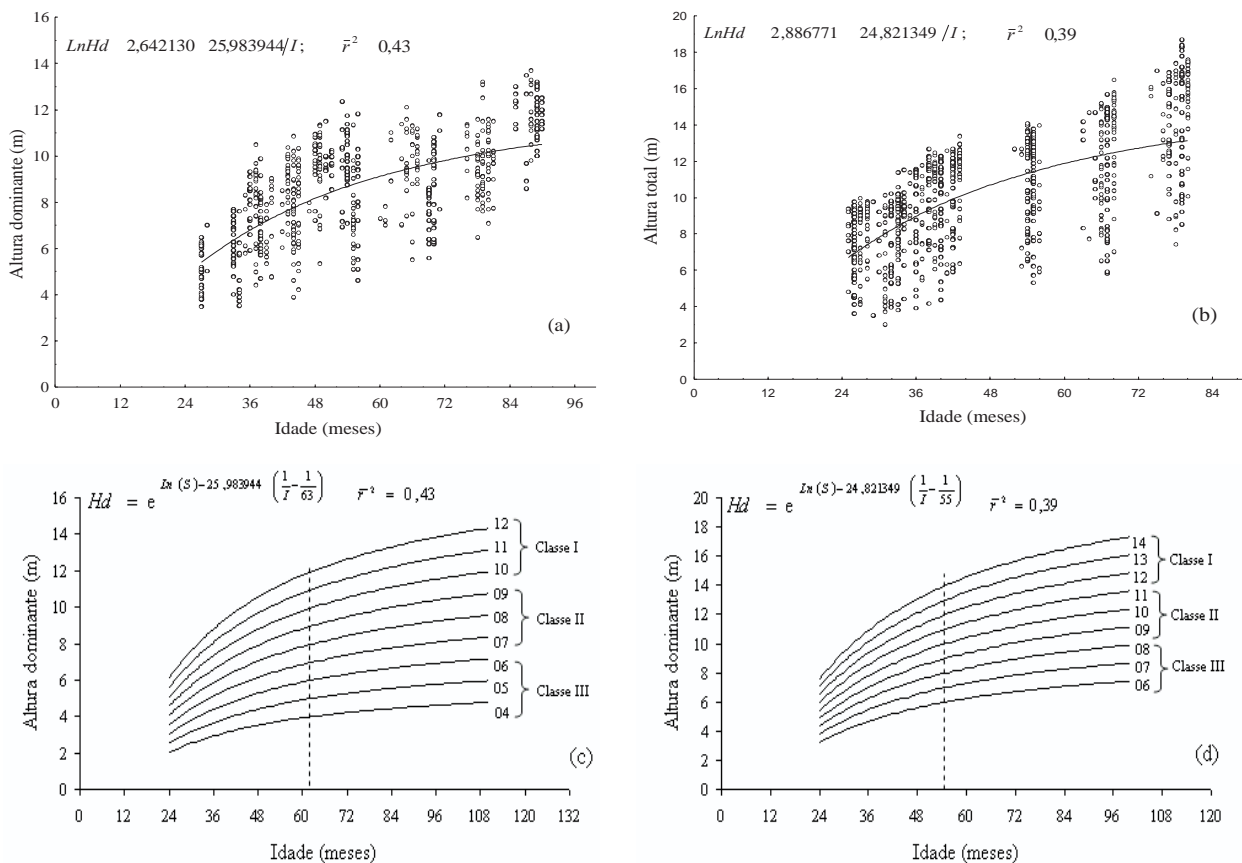 LnHd 2,642130 25,983944/I; r̄² 0,43
Altura dominante (m)
16
14
12
10
8
6
4
2
0
(a)
0 12 24 36 48 60 72 84 96
Idade (meses)
LnHd 2,886771 24,821349/I; r̄² 0,39
Altura total (m)
20
18
16
14
12
10
8
6
4
2
0
(b)
0 12 24 36 48 60 72 84
Idade (meses)
Hd = e^{Ln(S)-25,983944 (1/I - 1/63)} r̄² = 0,43
Altura dominante (m)
16
14
12
10
8
6
4
2
0
12
11
10
Classe I
09
08
07
Classe II
06
05
04
Classe III
(c)
0 12 24 36 48 60 72 84 96 108 120 132
Idade (meses)
Hd = e^{Ln(S)-24,821349 (1/I - 1/55)} r̄² = 0,39
Altura dominante (m)
20
18
16
14
12
10
8
6
4
2
0
14
13
12
Classe I
11
10
09
Classe II
08
07
06
Classe III
(d)
0 12 24 36 48 60 72 84 96 108 120
Idade (meses)